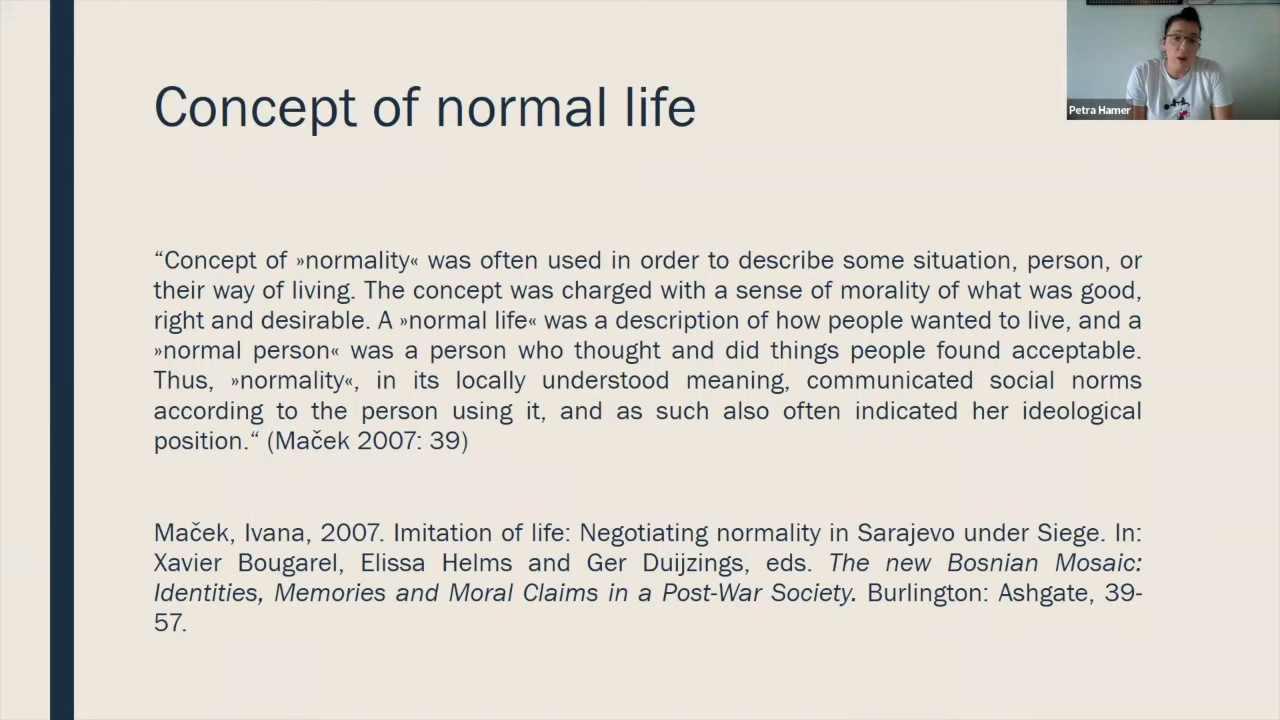 Concept of normal life
Petra Hamer
“Concept of »normality« was often used in order to describe some situation, person, or
their way of living. The concept was charged with a sense of morality of what was good,
right and desirable. A »normal life« was a description of how people wanted to live, and a
»normal person« was a person who thought and did things people found acceptable.
Thus, »normality«, in its locally understood meaning, communicated social norms
according to the person using it, and as such also often indicated her ideological
position.“ (Maček 2007: 39)
Maček, Ivana, 2007. Imitation of life: Negotiating normality in Sarajevo under Siege. In:
Xavier Bougarel, Elissa Helms and Ger Duijzings, eds. The new Bosnian Mosaic:
Identities, Memories and Moral Claims in a Post-War Society. Burlington: Ashgate, 39-
57.